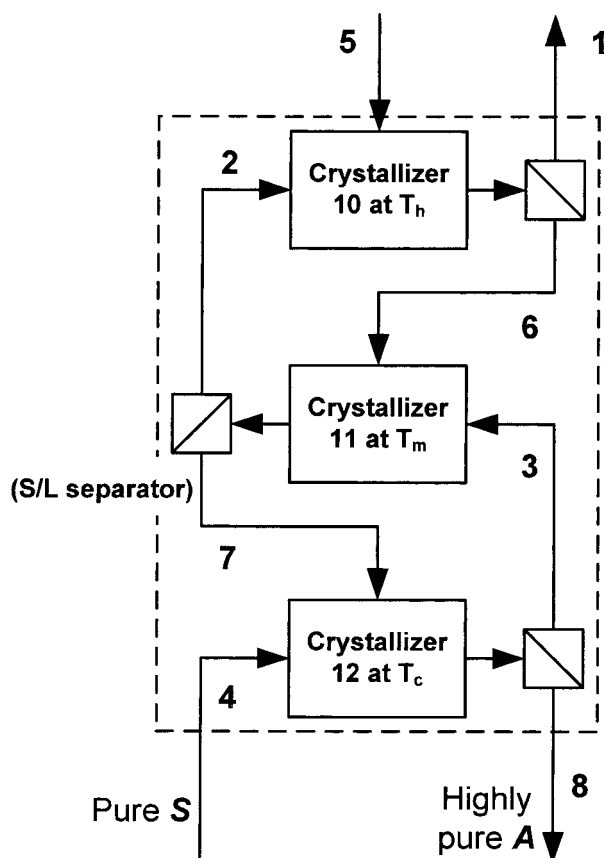 5
1
2
Crystallizer
10 at Th
6
Crystallizer
11 at Tm
3
(S/L separator)
7
Crystallizer
12 at Tc
4
8
Pure S
Highly
pure A